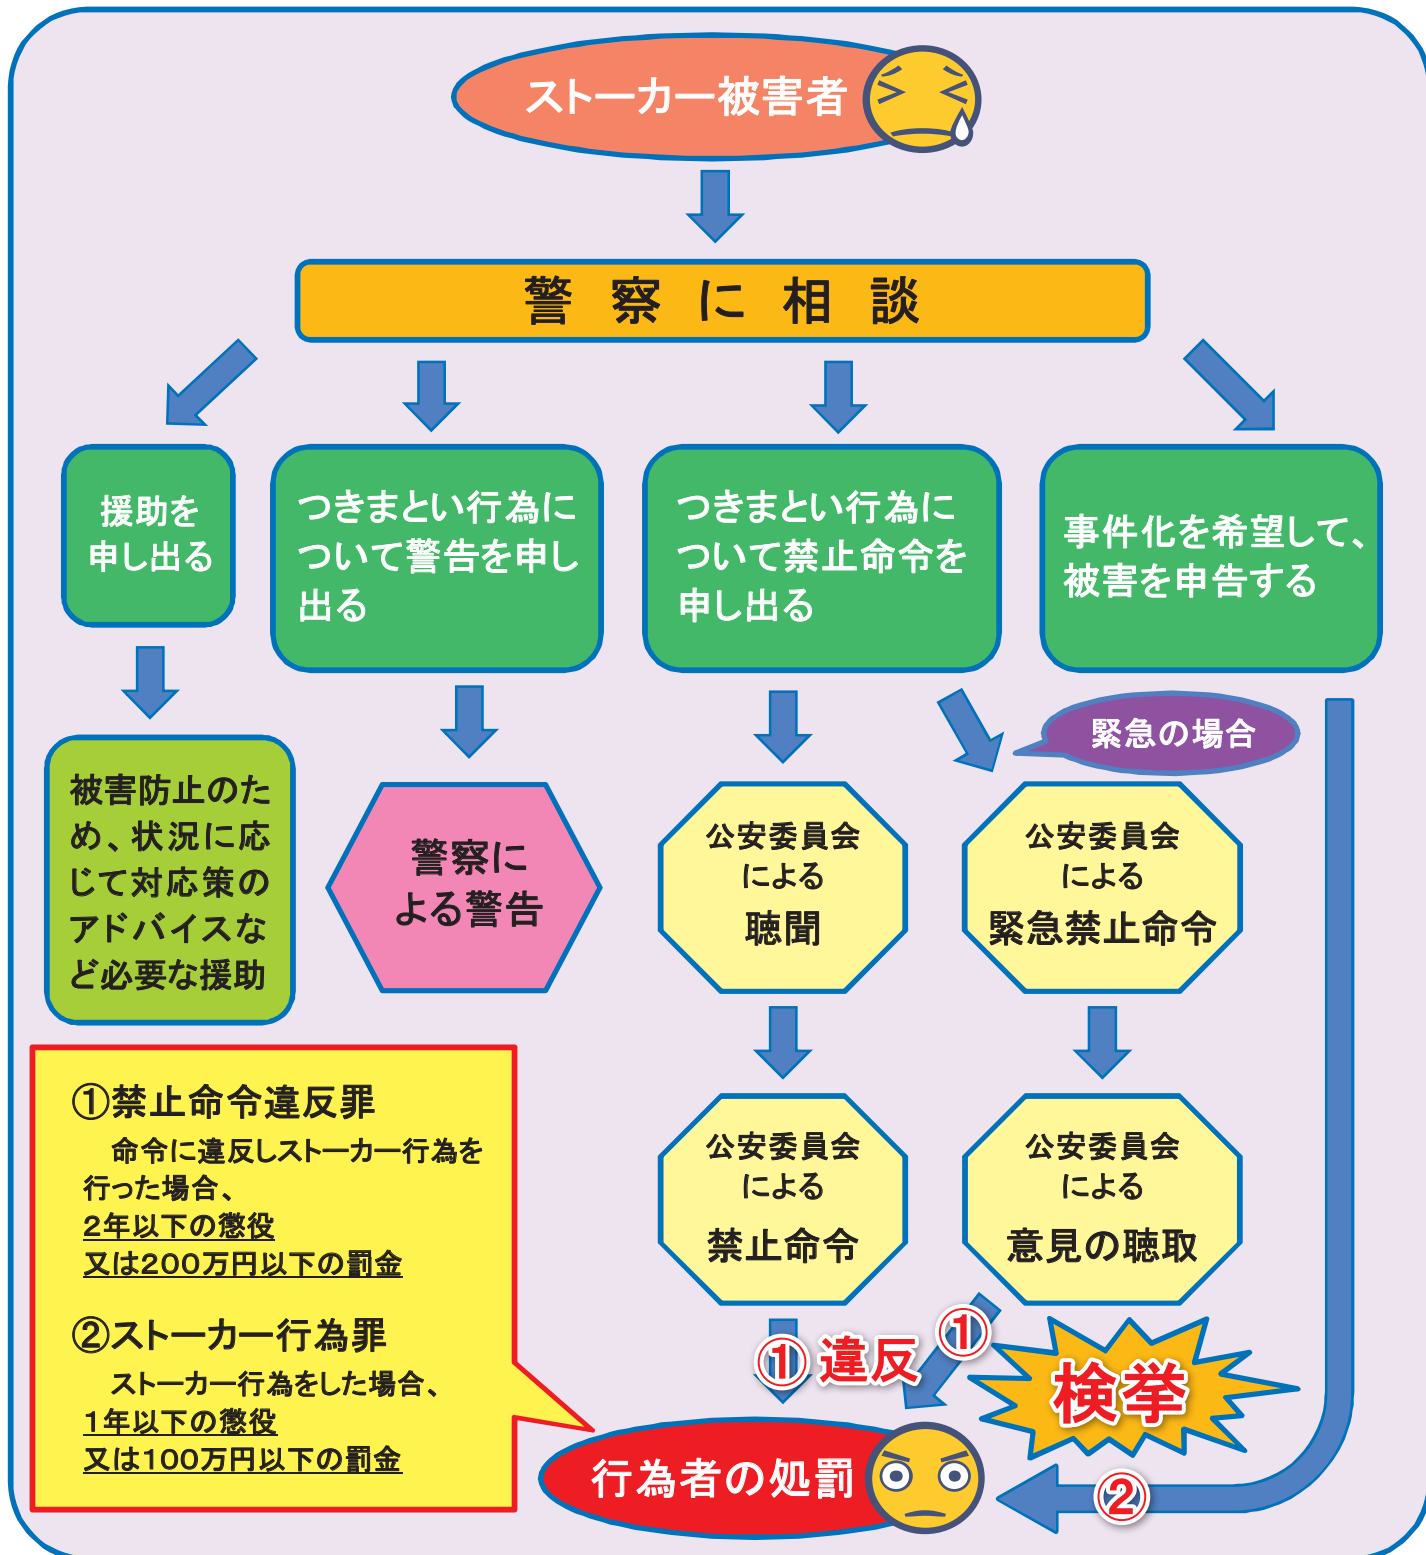 ストーカー被害者
警察に相談
援助を
申し出る
つきまとい行為に
ついて警告を申し
出る
つきまとい行為に
ついて禁止命令を
申し出る
事件化を希望して、
被害を申告する
緊急の場合
被害防止のた
め、状況に応
じて対応策の
アドバイスな
ど必要な援助
警察に
よる警告
公安委員会
による
聴聞
公安委員会
による
緊急禁止命令
公安委員会
による
禁止命令
公安委員会
による
意見の聴取
①禁止命令違反罪
命令に違反しストーカー行為を
行った場合、
2年以下の懲役
又は200万円以下の罰金
②ストーカー行為罪
ストーカー行為をした場合、
1年以下の懲役
又は100万円以下の罰金
①違反①
検挙
行為者の処罰
②